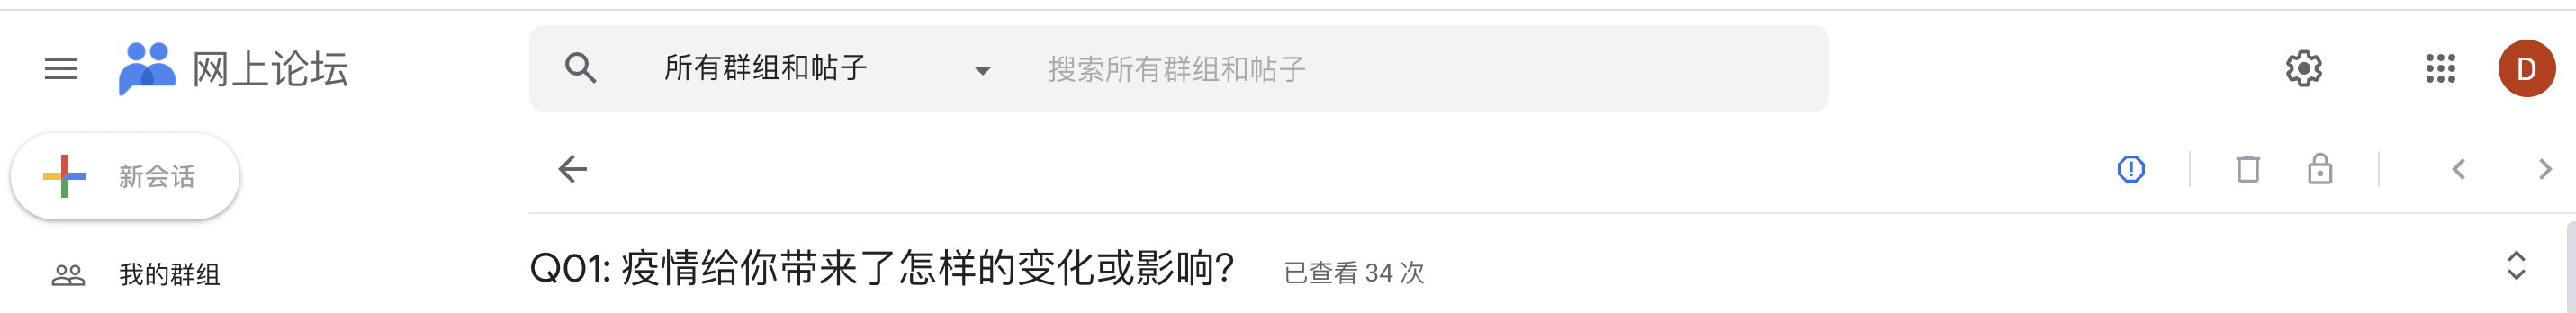 网上论坛
所有群组和帖子
搜索所有群组和帖子
D
新会话
我的群组
Q01: 疫情给你带来了怎样的变化或影响?
已查看 34 次